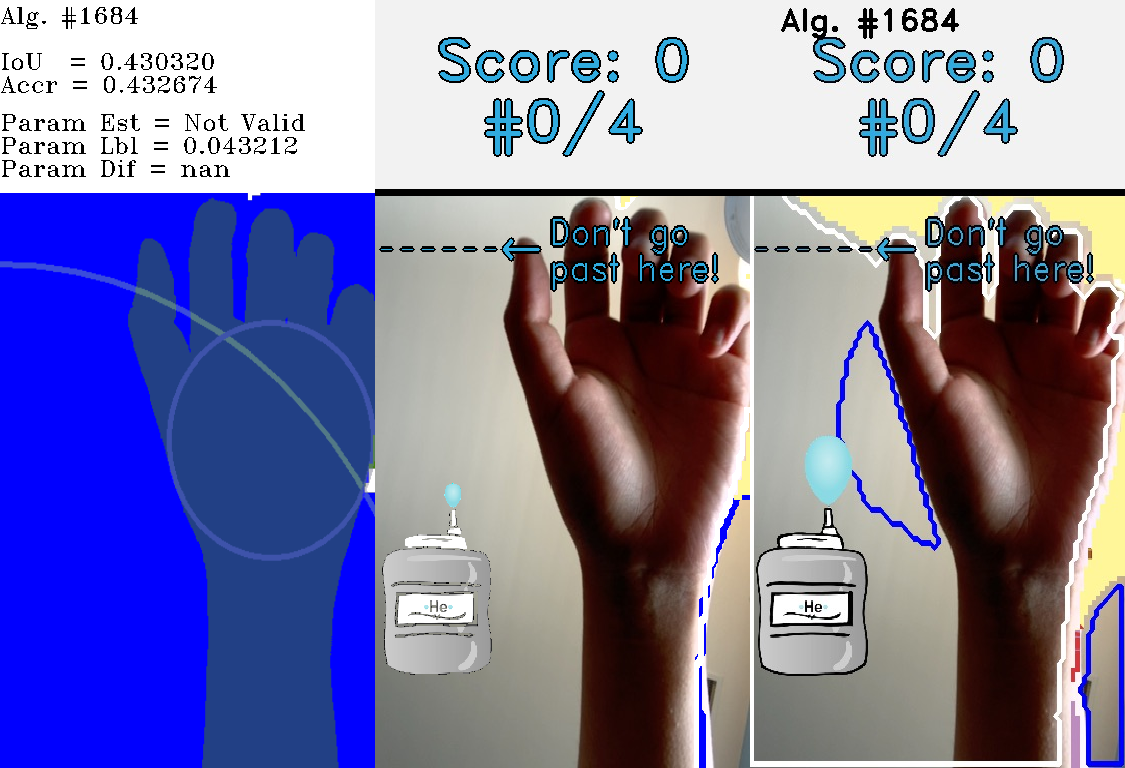 Alg. #1684
IoU = 0.430320
Accr = 0.432674
Param Est = Not Valid
Param Lbl = 0.043212
Param Dif = nan
Score: 0
#0/4
Don't go
past here!
He
Alg. #1684
Score: 0
#0/4
Don't go
past here!
He